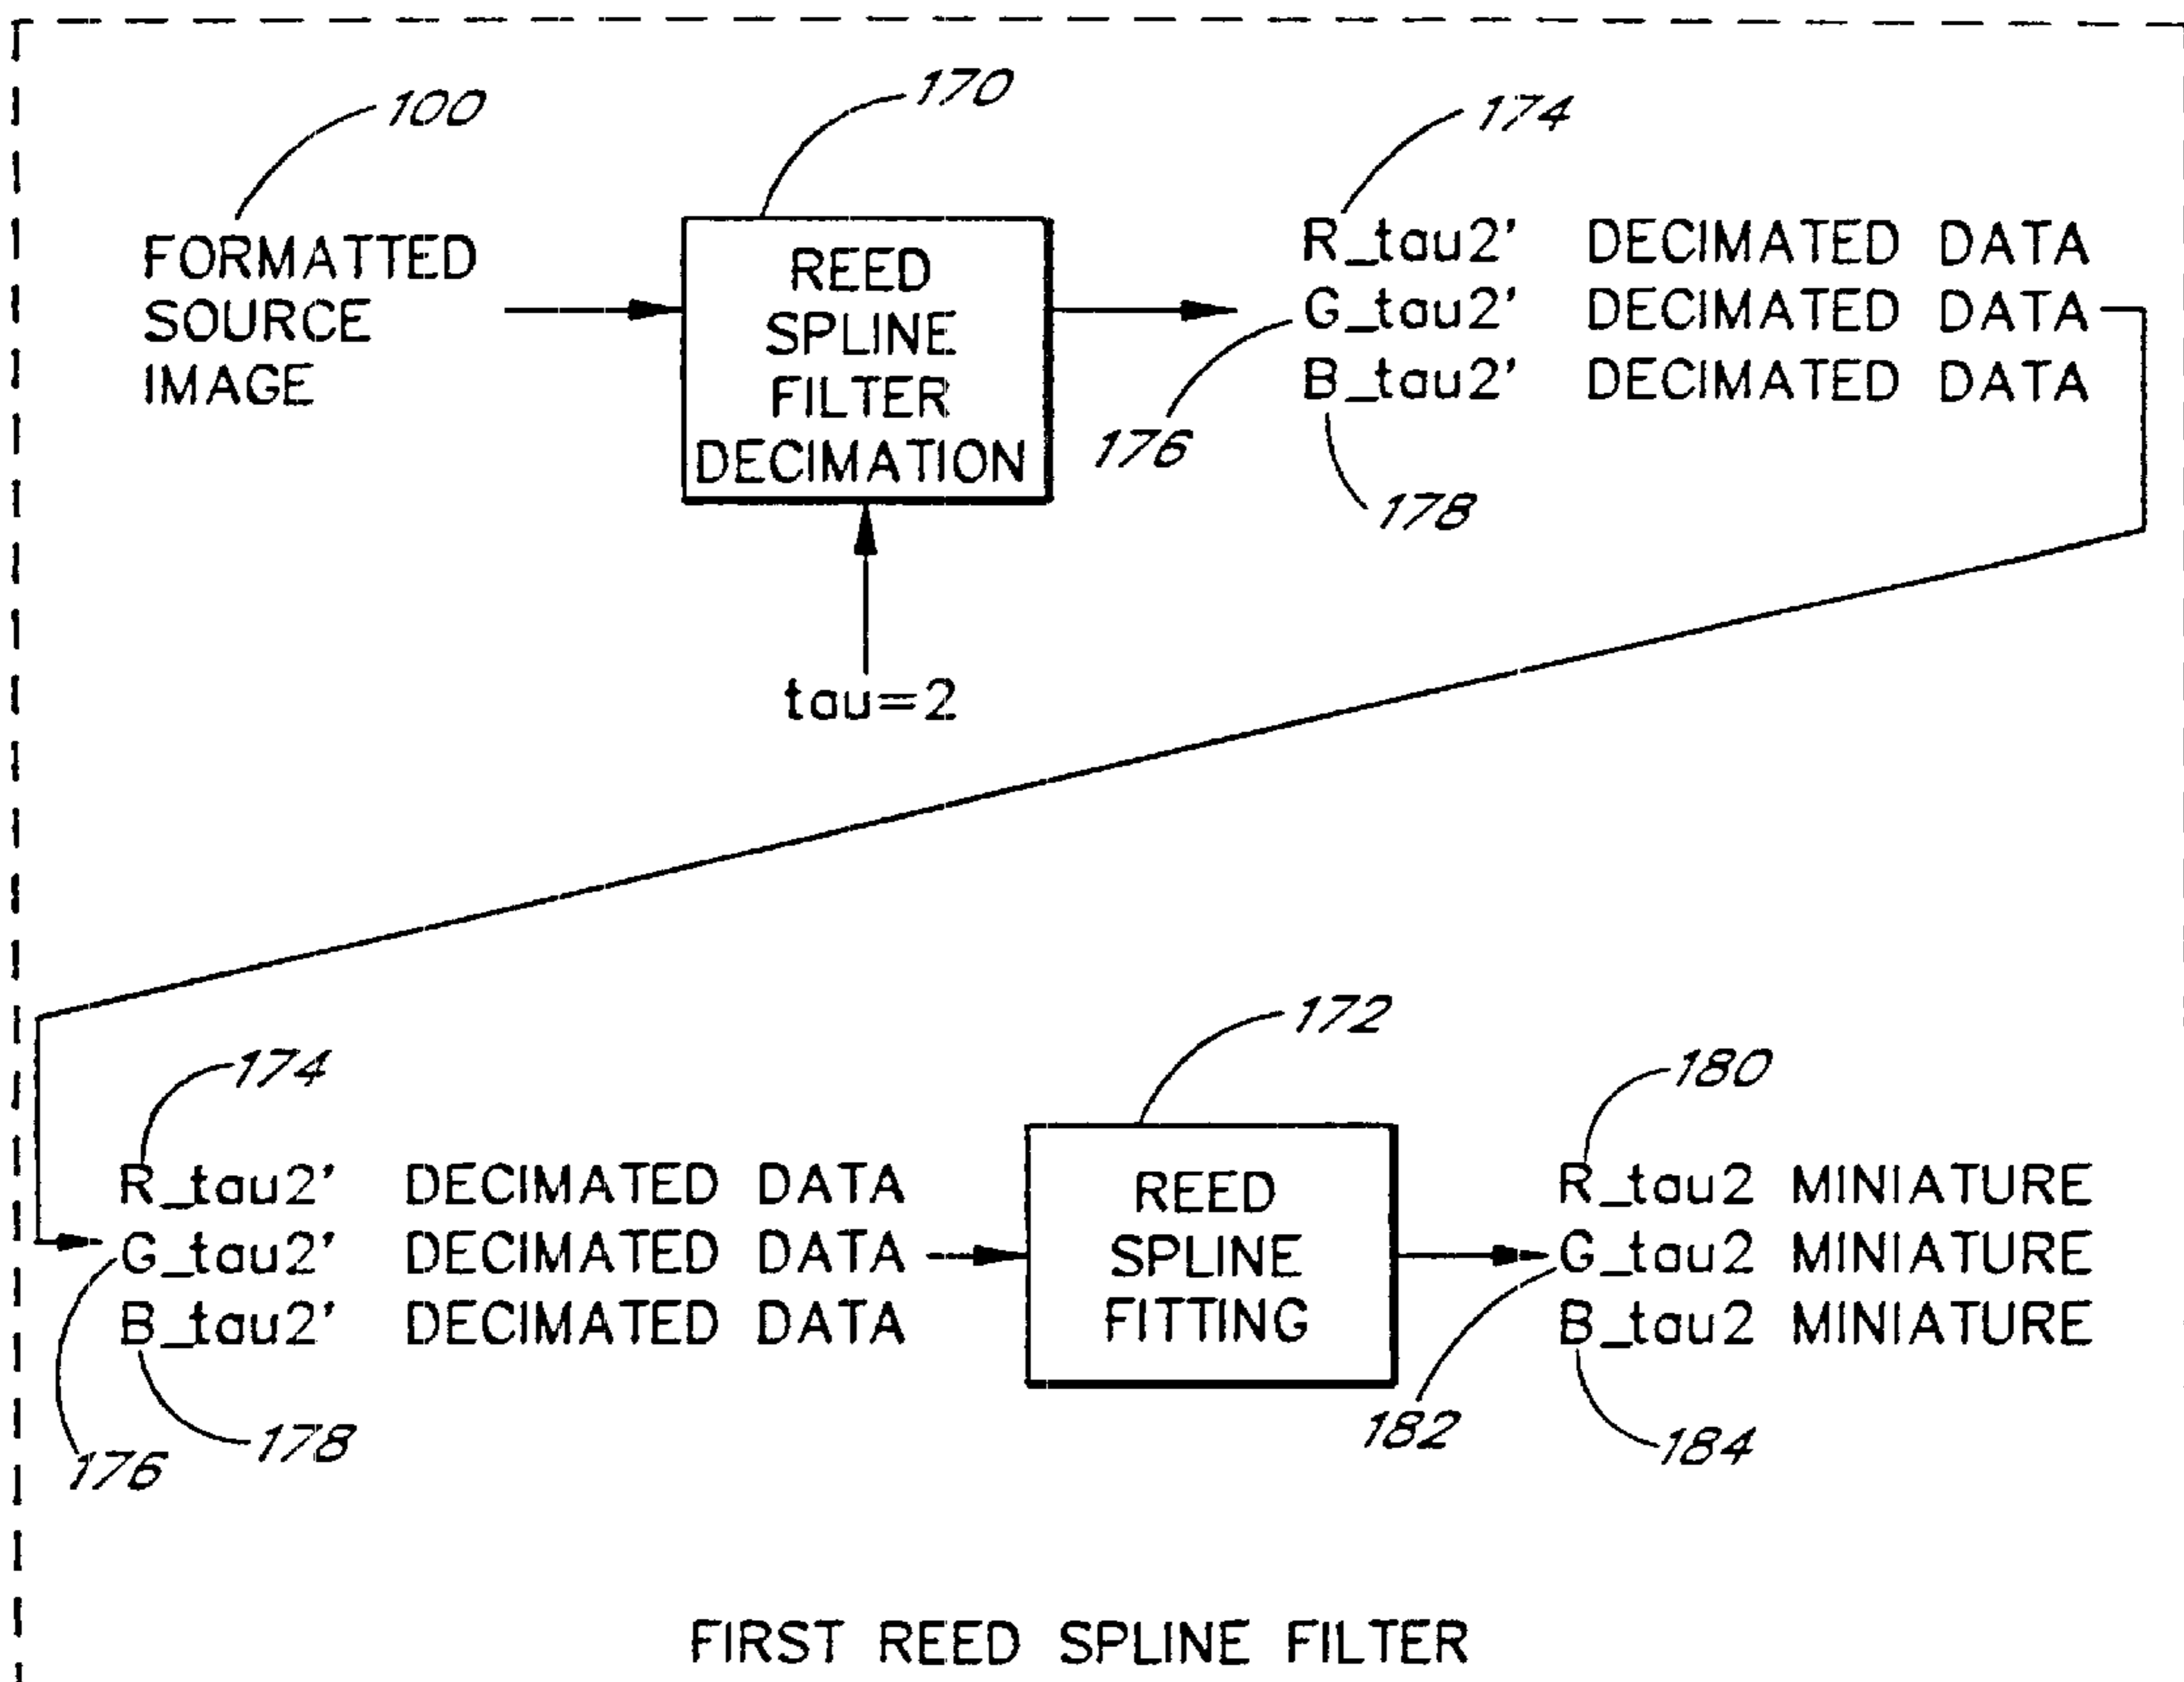 100
170
174
FORMATTED
SOURCE
IMAGE
REED
SPLINE
FILTER
DECIMATION
R_tau2' DECIMATED DATA
G_tau2' DECIMATED DATA
B_tau2' DECIMATED DATA
176
178
tau=2
172
174
180
R_tau2' DECIMATED DATA
G_tau2' DECIMATED DATA
B_tau2' DECIMATED DATA
REED
SPLINE
FITTING
R_tau2 MINIATURE
G_tau2 MINIATURE
B_tau2 MINIATURE
176
178
182
184
FIRST REED SPLINE FILTER